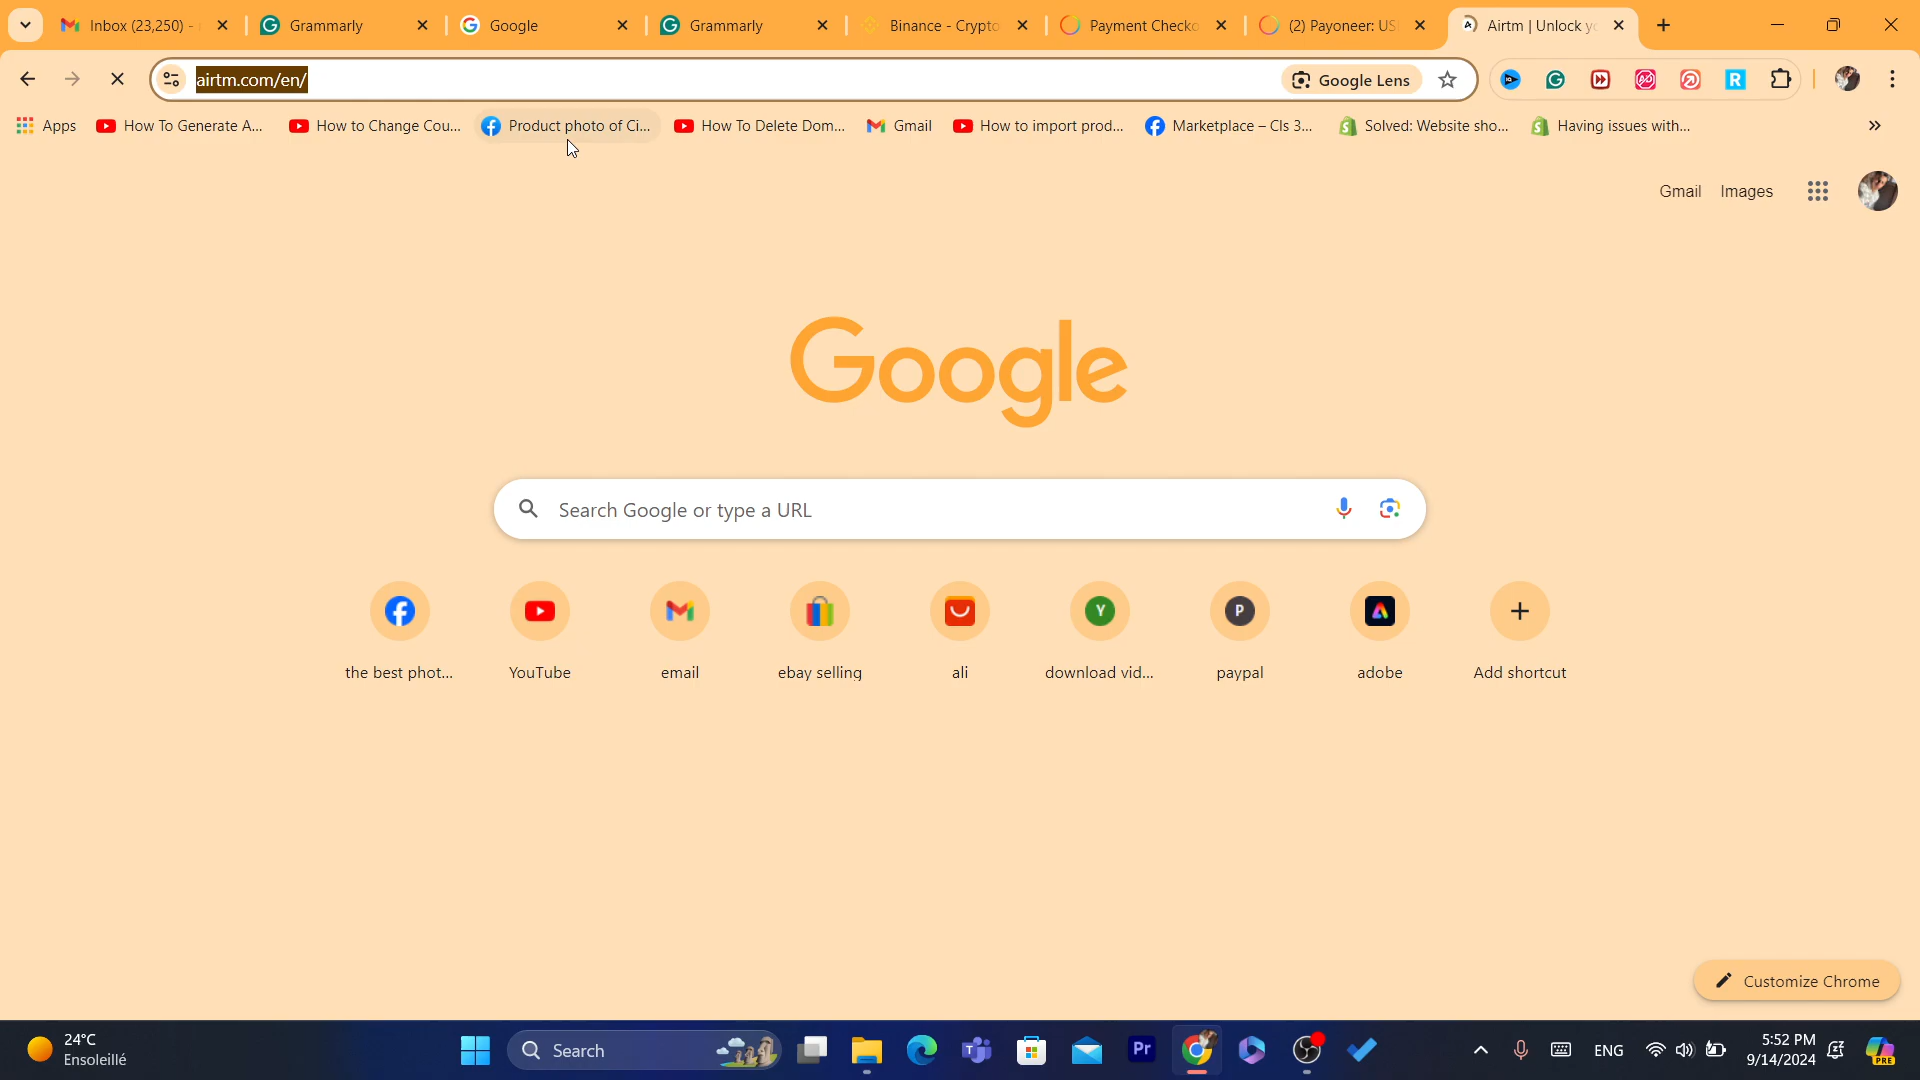 Inbox (23,250) -
Grammarly
Google
Grammarly
Binance - Crypto
Payment Checko
(2) Payoneer: US
Airtm | Unlock yo
airtm.com/en/
Google Lens
Apps
How To Generate A...
How to Change Cou...
Product photo of Ci...
How To Delete Dom...
Gmail
How to import prod...
Marketplace – Cls 3...
Solved: Website sho...
Having issues with...
Gmail
Images
Google
Search Google or type a URL
the best phot...
YouTube
email
ebay selling
ali
Y
download vid...
P
paypal
adobe
Add shortcut
Customize Chrome
24°C
Ensoleillé
Search
Pr
ENG
5:52 PM
9/14/2024
PRE